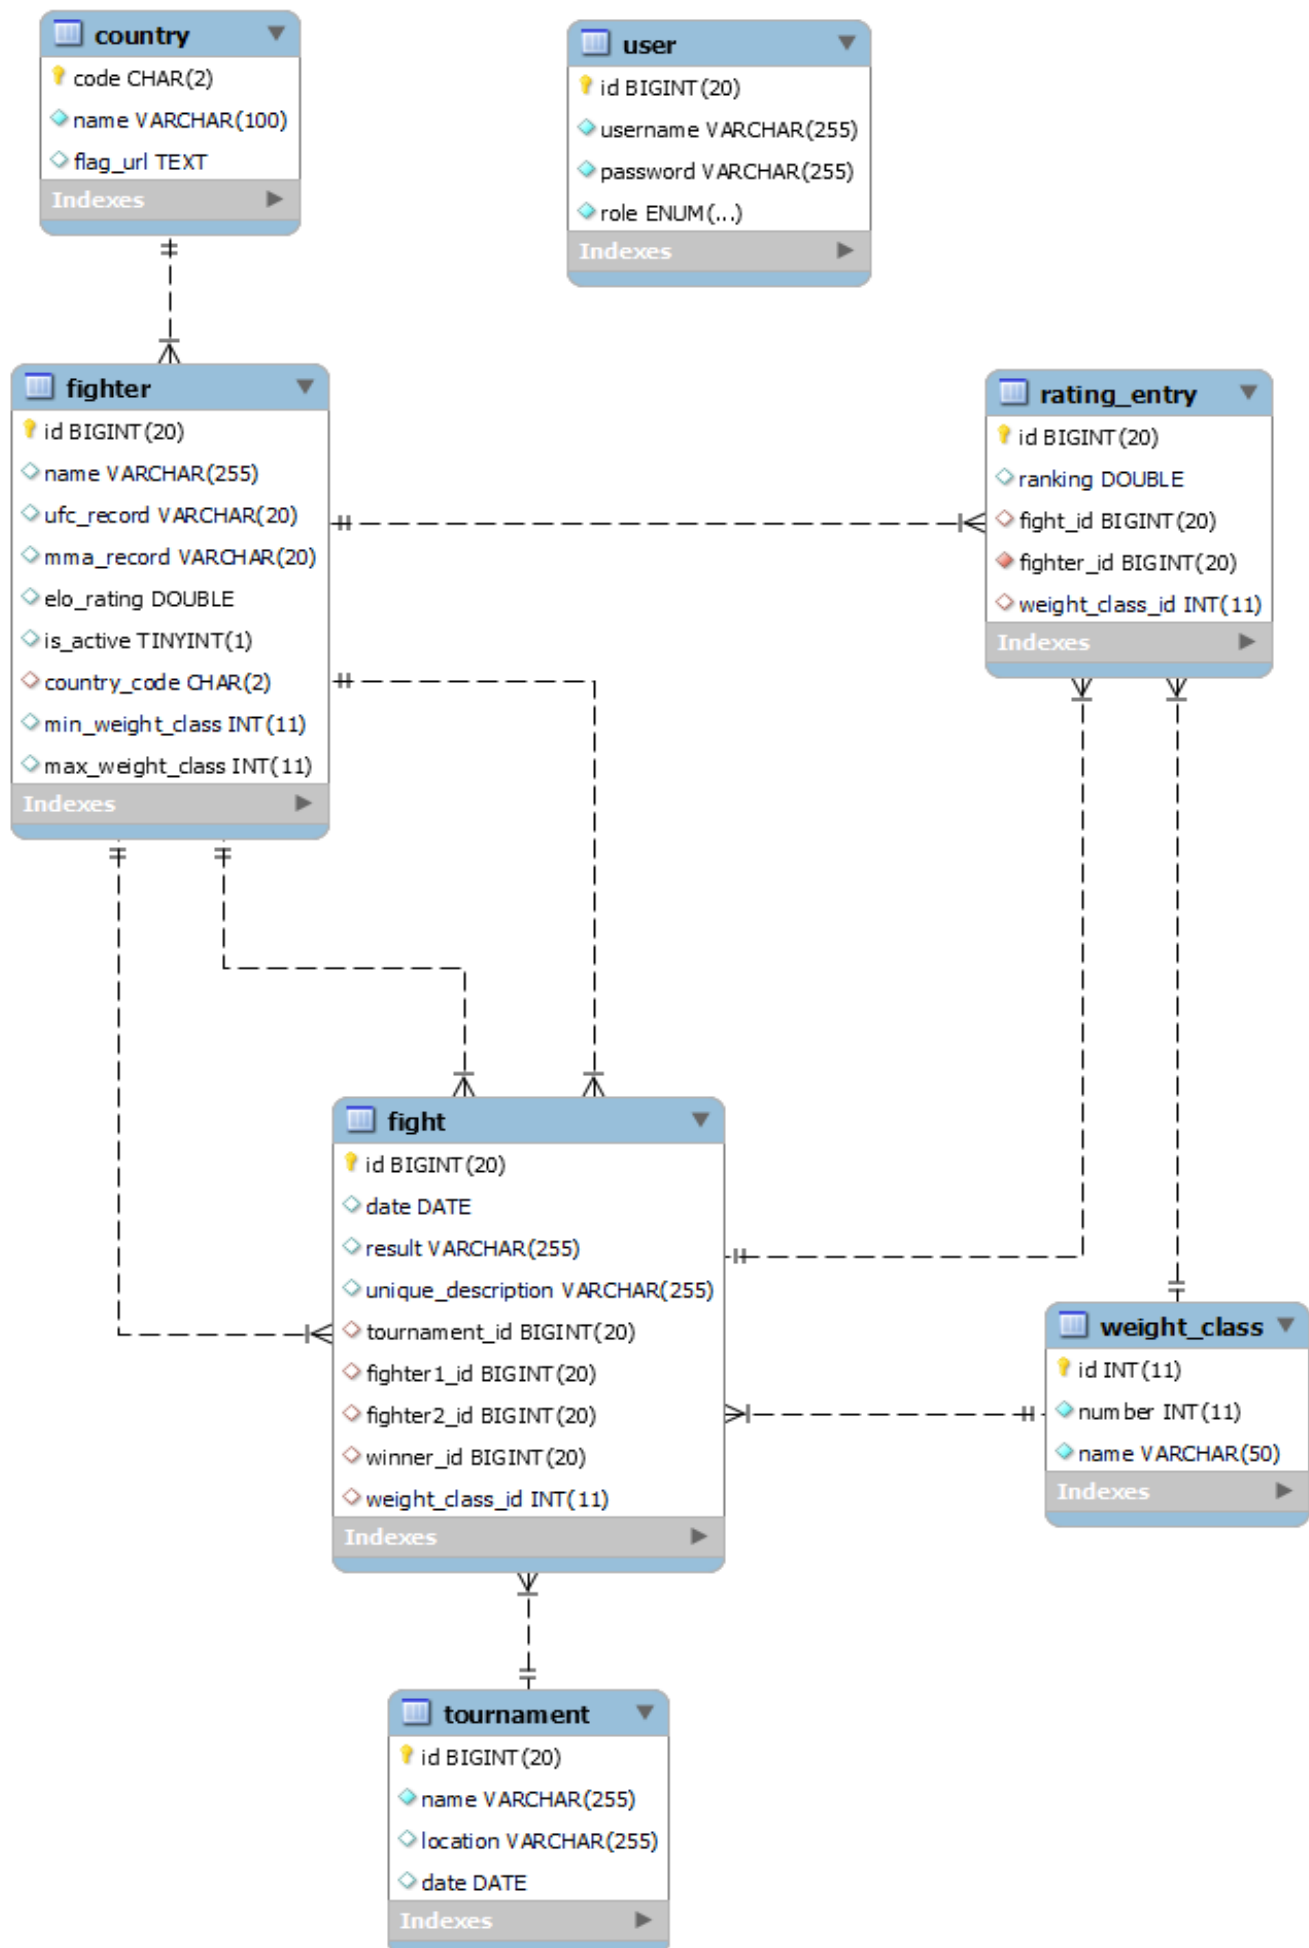 country
code CHAR(2)
name VARCHAR(100)
flag_url TEXT
Indexes
user
id BIGINT(20)
username VARCHAR(255)
password VARCHAR(255)
role ENUM(...)
Indexes
fighter
id BIGINT(20)
name VARCHAR(255)
ufc_record VARCHAR(20)
mma_record VARCHAR(20)
elo_rating DOUBLE
is_active TINYINT(1)
country_code CHAR(2)
min_weight_class INT(11)
max_weight_class INT(11)
Indexes
rating_entry
id BIGINT(20)
ranking DOUBLE
fight_id BIGINT(20)
fighter_id BIGINT(20)
weight_class_id INT(11)
Indexes
fight
id BIGINT(20)
date DATE
result VARCHAR(255)
unique_description VARCHAR(255)
tournament_id BIGINT(20)
fighter1_id BIGINT(20)
fighter2_id BIGINT(20)
winner_id BIGINT(20)
weight_class_id INT(11)
Indexes
weight_class
id INT(11)
number INT(11)
name VARCHAR(50)
Indexes
tournament
id BIGINT(20)
name VARCHAR(255)
location VARCHAR(255)
date DATE
Indexes